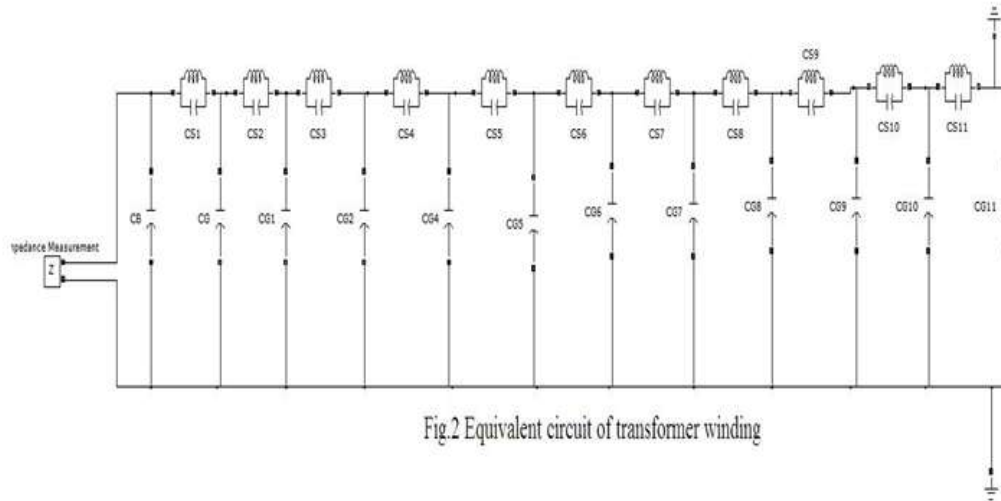 CS9
CS1
CS2
CS3
CS4
CS5
CS6
CS7
CS8
CS10
CS11
CB
CG
CG1
CG2
CG4
CG5
CG6
CG7
CG8
CG9
CG10
CG11
pedance Measurement
Z
Fig.2 Equivalent circuit of transformer winding